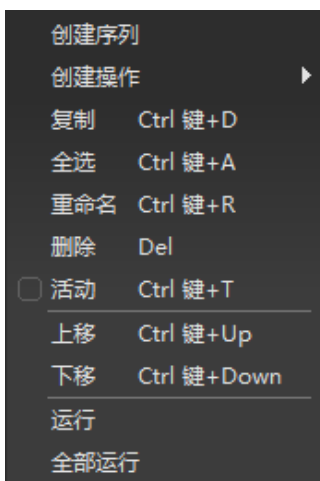 创建序列
创建操作
复制 Ctrl 键+D
全选 Ctrl 键+A
重命名 Ctrl 键+R
删除 Del
活动 Ctrl 键+T
上移 Ctrl 键+Up
下移 Ctrl 键+Down
运行
全部运行